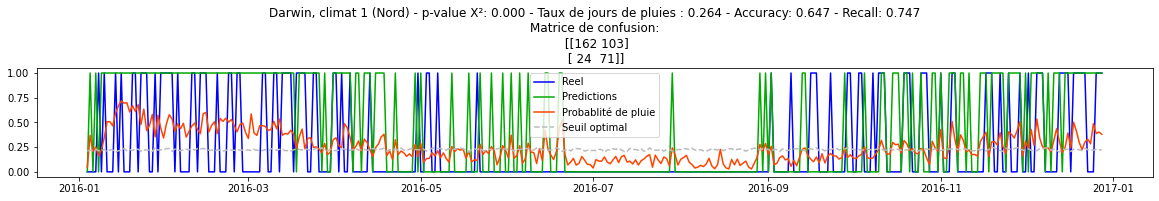 Darwin, climat 1 (Nord) - p-value X²: 0.000 - Taux de jours de pluies : 0.264 - Accuracy: 0.647 - Recall: 0.747
Matrice de confusion:
[[162 103]
[ 24 71]]
1.00
0.75
0.50
0.25
0.00
Reel
Predictions
Probablité de pluie
Seuil optimal
2016-01
2016-03
2016-05
2016-07
2016-09
2016-11
2017-01